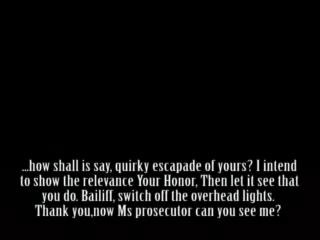 ...how shall is say, quirky escapade of yours? I intend
to show the relevance Your Honor, Then let it see that
you do. Bailiff, switch off the overhead lights.
Thank you,now Ms prosecutor can you see me?